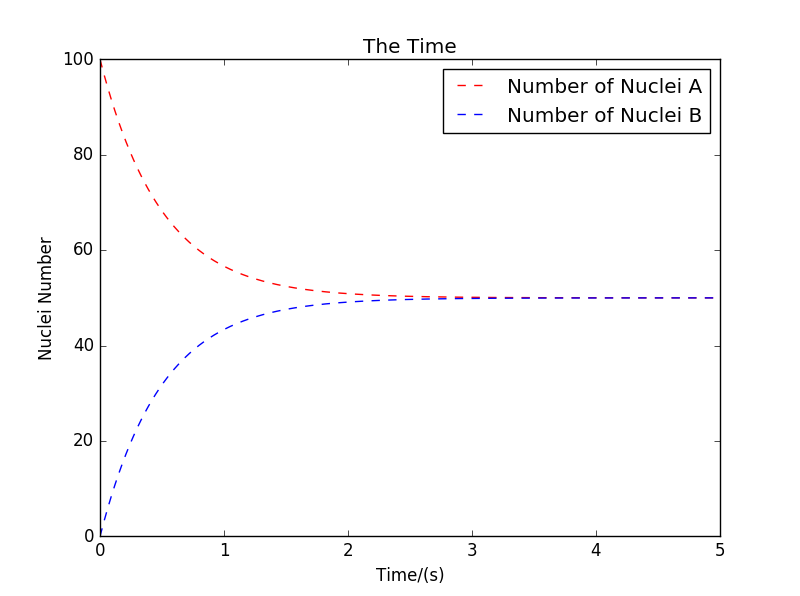 The Time
Number of Nuclei A
Number of Nuclei B
100
80
60
40
20
0
Nuclei Number
0 1 2 3 4 5
Time/(s)